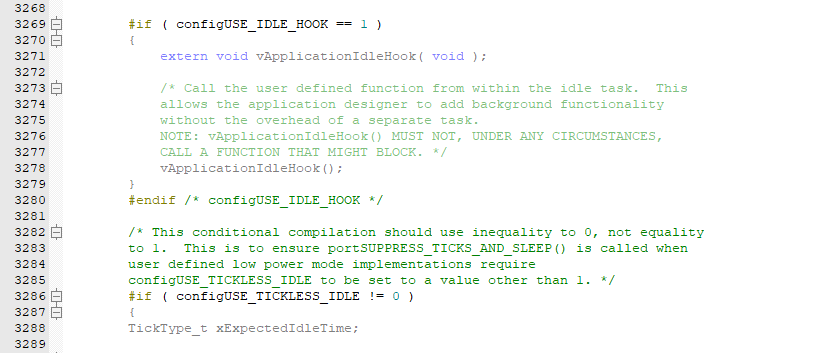 3268
3269 #if ( configUSE_IDLE_HOOK == 1 )
3270 {
3271 extern void vApplicationIdleHook( void );
3272
3273 /* Call the user defined function from within the idle task.  This
3274 allows the application designer to add background functionality
3275 without the overhead of a separate task.
3276 NOTE: vApplicationIdleHook() MUST NOT, UNDER ANY CIRCUMSTANCES,
3277 CALL A FUNCTION THAT MIGHT BLOCK. */
3278 vApplicationIdleHook();
3279 }
3280 #endif /* configUSE_IDLE_HOOK */
3281
3282 /* This conditional compilation should use inequality to 0, not equality
3283 to 1.  This is to ensure portSUPPRESS_TICKS_AND_SLEEP() is called when
3284 user defined low power mode implementations require
3285 configUSE_TICKLESS_IDLE to be set to a value other than 1. */
3286 #if ( configUSE_TICKLESS_IDLE != 0 )
3287 {
3288 TickType_t xExpectedIdleTime;
3289